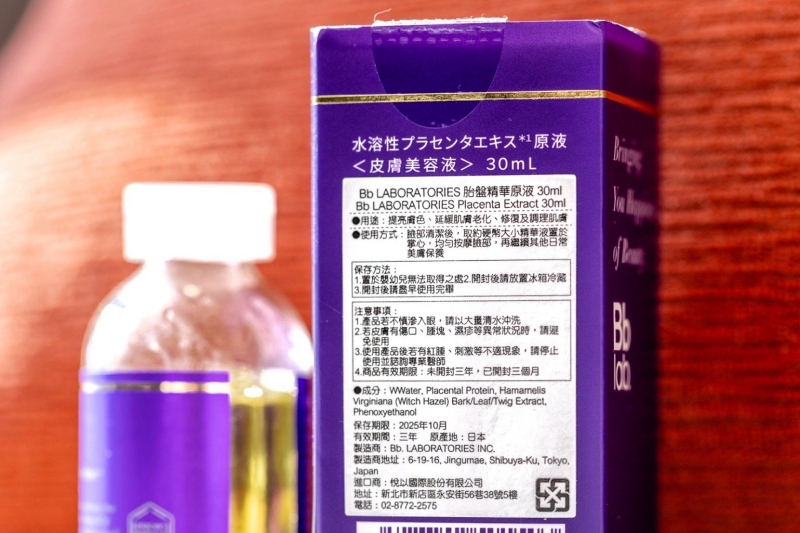 水溶性プラセンタエキス*1原液
＜皮膚美容液＞ 30mL
Bb LABORATORIES 胎盤精華原液 30ml
Bb LABORATORIES Placenta Extract 30ml
●用途：提亮膚色、延緩肌膚老化、修復及調理肌膚
●使用方式：臉部清潔後，取約硬幣大小精華液置於
掌心，均勻按摩臉部，再繼續其他日常
美膚保養
保存方法：
1.置於嬰幼兒無法取得之處2.開封後請放置冰箱冷藏
3.開封後請盡早使用完畢
注意事項：
1.產品若不慎滲入眼，請以大量清水沖洗
2.若皮膚有傷口、腫塊、濕疹等異常狀況時，請避
免使用
3.使用產品後若有紅腫、刺激等不適現象，請停止
使用並諮詢專業醫師
4.商品有效期限：未開封三年，已開封三個月
●成分：WWater, Placental Protein, Hamamelis
Virginiana (Witch Hazel) Bark/Leaf/Twig Extract,
Phenoxyethanol
保存期限：2025年10月
有效期間：三年 原產地：日本
製造商：Bb. LABORATORIES INC.
製造商地址：6-19-16, Jingumae, Shibuya-Ku, Tokyo,
Japan
進口商：悅以國際股份有限公司
地址：新北市新店區永安街56巷38號5樓
電話：02-8772-2575
Bringing
You Happiness
of Beauty
Bb
lab.